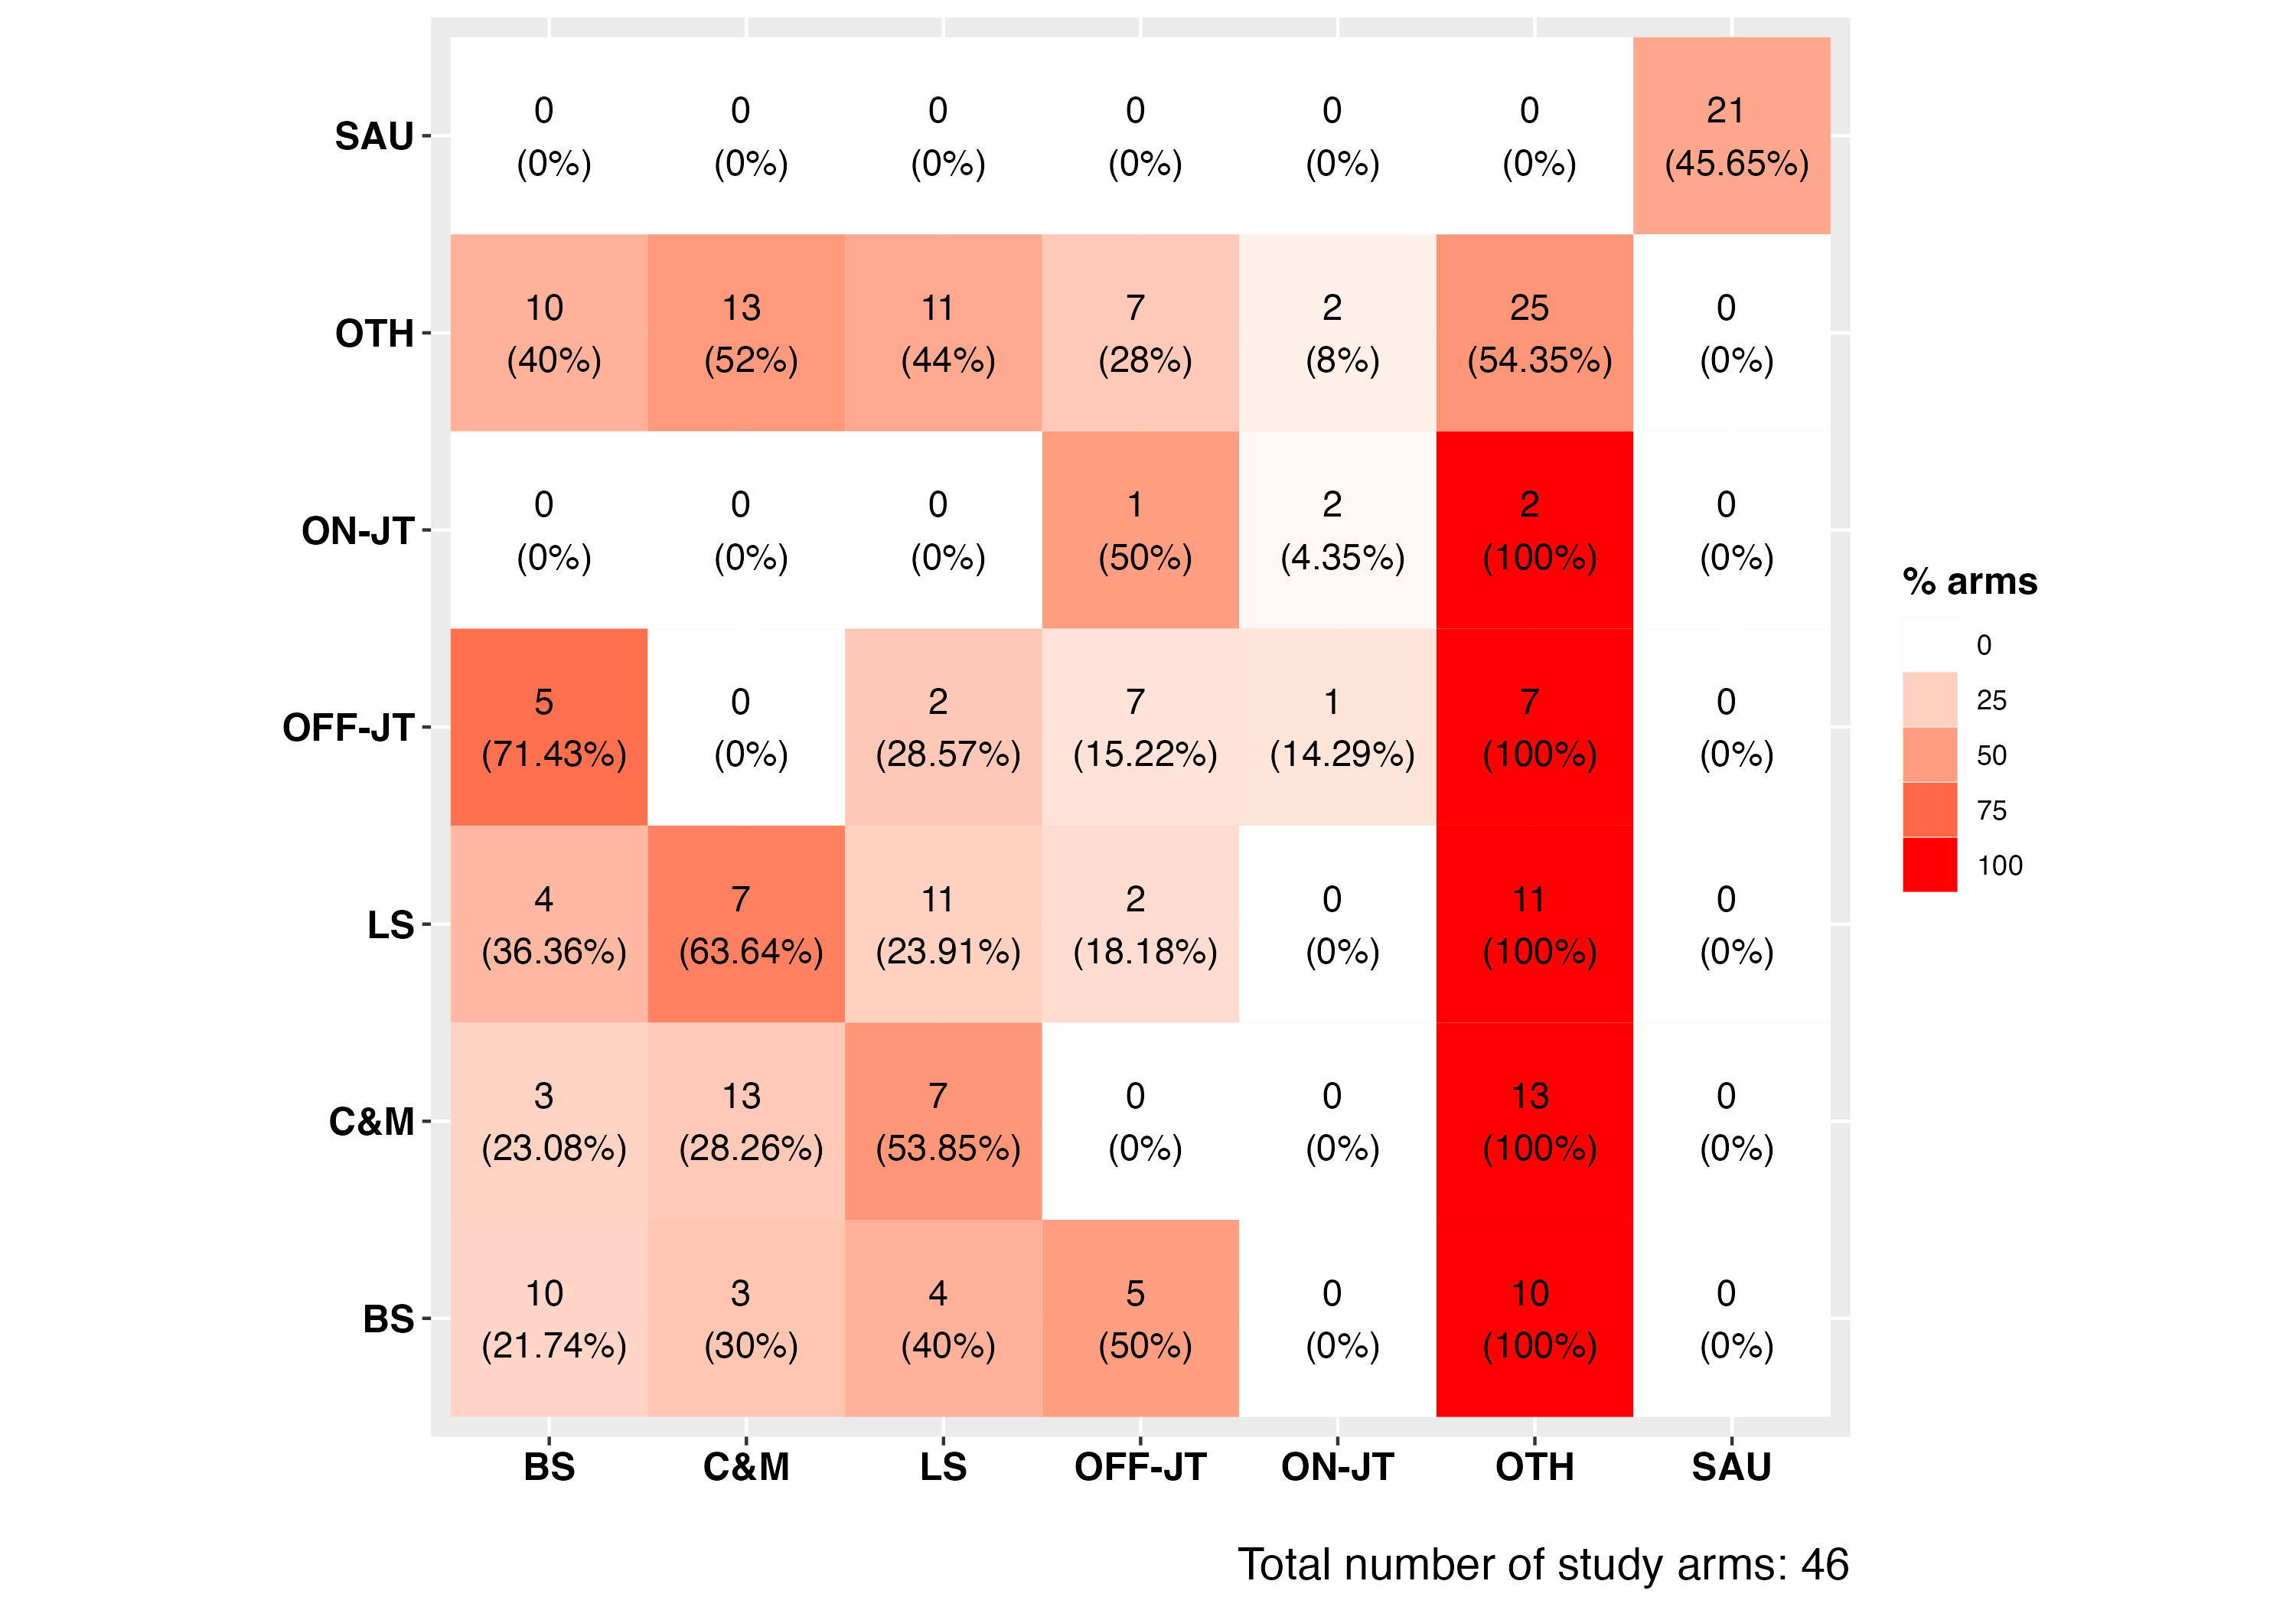 0 0 0 0 0 0 21
SAU
(0%) (0%) (0%) (0%) (0%) (0%) (45.65%)
10 13 11 7 2 25 0
OTH
(40%) (52%) (44%) (28%) (8%) (54.35%) (0%)
0 0 0 1 2 2 0
ON-JT
(0%) (0%) (0%) (50%) (4.35%) (100%) (0%)
% arms
0
25
50
75
100
5 0 2 7 1 7 0
OFF-JT
(71.43%) (0%) (28.57%) (15.22%) (14.29%) (100%) (0%)
4 7 11 2 0 11 0
LS
(36.36%) (63.64%) (23.91%) (18.18%) (0%) (100%) (0%)
3 13 7 0 0 13 0
C&M
(23.08%) (28.26%) (53.85%) (0%) (0%) (100%) (0%)
10 3 4 5 0 10 0
BS
(21.74%) (30%) (40%) (50%) (0%) (100%) (0%)
BS C&M LS OFF-JT ON-JT OTH SAU
Total number of study arms: 46